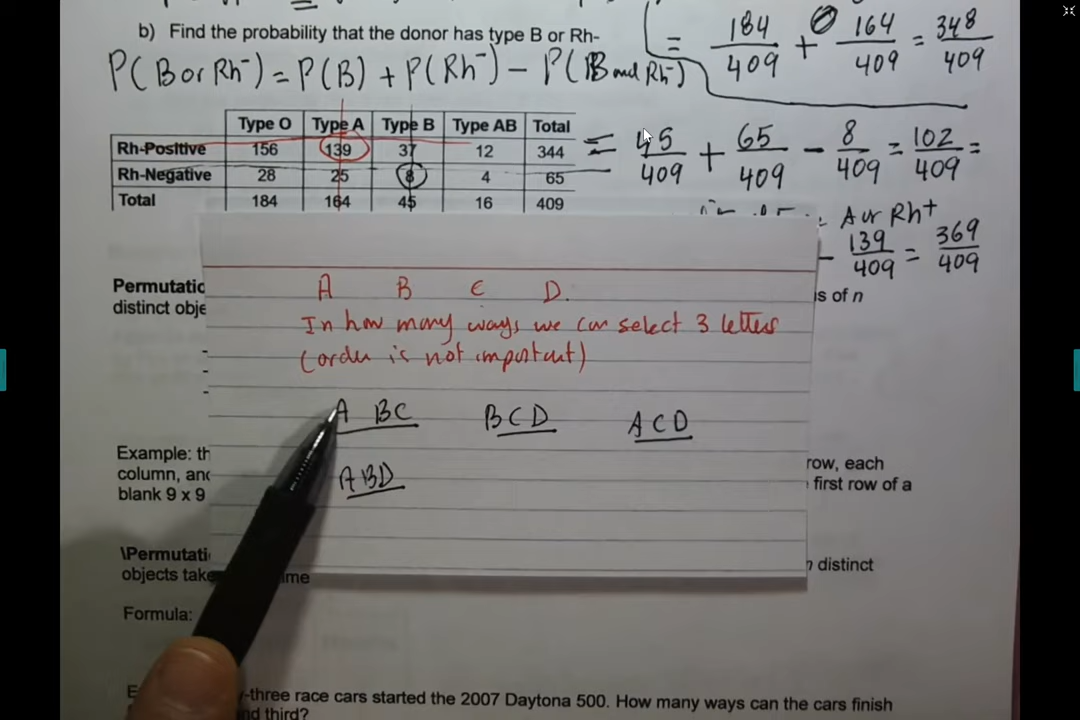 = 184/409 + 164/409 = 348/409
b) Find the probability that the donor has type B or Rh-
P(B or Rh⁻) = P(B) + P(Rh⁻) - P(B and Rh⁻)
Type O Type A Type B Type AB Total
Rh-Positive 156 139 37 12 344
Rh-Negative 28 25 8 4 65
Total 184 164 45 16 409
= 45/409 + 65/409 - 8/409 = 102/409 =
A or Rh+
- 139/409 = 369/409
A B C D.
In how many ways we can select 3 letters
(order is not important)
A BC BCD ACD
ABD
distinct obje
is of n
Example: th
column, and
blank 9 x 9
row, each
first row of a
\Permutati
objects take
ime
distinct
Formula:
-three race cars started the 2007 Daytona 500. How many ways can the cars finish
nd third?